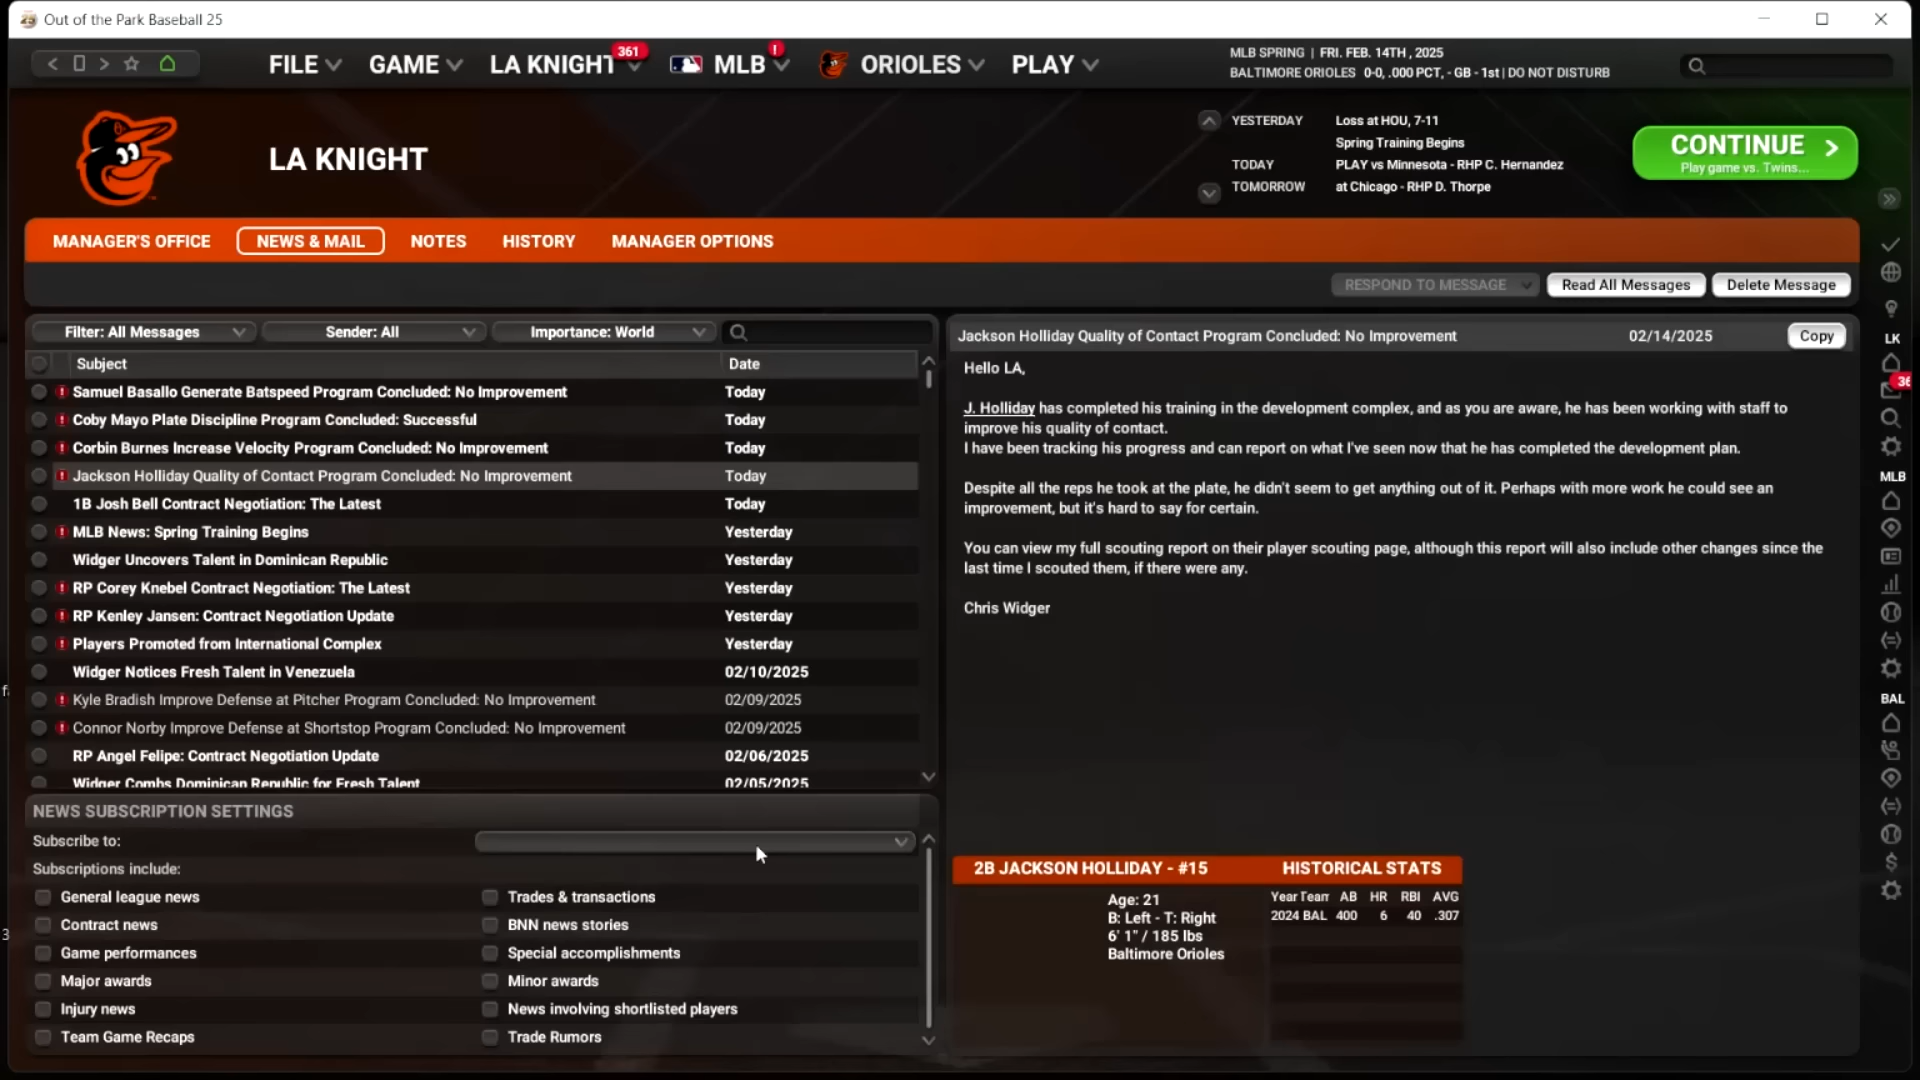 Out of the Park Baseball 25
FILE
GAME
LA KNIGHT
361
MLB
!
ORIOLES
PLAY
MLB SPRING | FRI. FEB. 14TH , 2025
BALTIMORE ORIOLES 0-0, .000 PCT, - GB - 1st | DO NOT DISTURB
LA KNIGHT
YESTERDAY Loss at HOU, 7-11
Spring Training Begins
TODAY PLAY vs Minnesota - RHP C. Hernandez
TOMORROW at Chicago - RHP D. Thorpe
CONTINUE
Play game vs. Twins...
MANAGER'S OFFICE
NEWS & MAIL
NOTES
HISTORY
MANAGER OPTIONS
RESPOND TO MESSAGE
Read All Messages
Delete Message
Filter: All Messages
Sender: All
Importance: World
Subject Date
Samuel Basallo Generate Batspeed Program Concluded: No Improvement Today
Coby Mayo Plate Discipline Program Concluded: Successful Today
Corbin Burnes Increase Velocity Program Concluded: No Improvement Today
Jackson Holliday Quality of Contact Program Concluded: No Improvement Today
1B Josh Bell Contract Negotiation: The Latest Today
MLB News: Spring Training Begins Yesterday
Widger Uncovers Talent in Dominican Republic Yesterday
RP Corey Knebel Contract Negotiation: The Latest Yesterday
RP Kenley Jansen: Contract Negotiation Update Yesterday
Players Promoted from International Complex Yesterday
Widger Notices Fresh Talent in Venezuela 02/10/2025
Kyle Bradish Improve Defense at Pitcher Program Concluded: No Improvement 02/09/2025
Connor Norby Improve Defense at Shortstop Program Concluded: No Improvement 02/09/2025
RP Angel Felipe: Contract Negotiation Update 02/06/2025
Widger Combs Dominican Republic for Fresh Talent 02/05/2025
NEWS SUBSCRIPTION SETTINGS
Subscribe to:
Subscriptions include:
General league news Trades & transactions
Contract news BNN news stories
Game performances Special accomplishments
Major awards Minor awards
Injury news News involving shortlisted players
Team Game Recaps Trade Rumors
Jackson Holliday Quality of Contact Program Concluded: No Improvement 02/14/2025 Copy
Hello LA,
J. Holliday has completed his training in the development complex, and as you are aware, he has been working with staff to
improve his quality of contact.
I have been tracking his progress and can report on what I've seen now that he has completed the development plan.
Despite all the reps he took at the plate, he didn't seem to get anything out of it. Perhaps with more work he could see an
improvement, but it's hard to say for certain.
You can view my full scouting report on their player scouting page, although this report will also include other changes since the
last time I scouted them, if there were any.
Chris Widger
2B JACKSON HOLLIDAY - #15
Age: 21
B: Left - T: Right
6' 1" / 185 lbs
Baltimore Orioles
HISTORICAL STATS
Year Team AB HR RBI AVG
2024 BAL 400 6 40 .307
LK
36
MLB
BAL
$